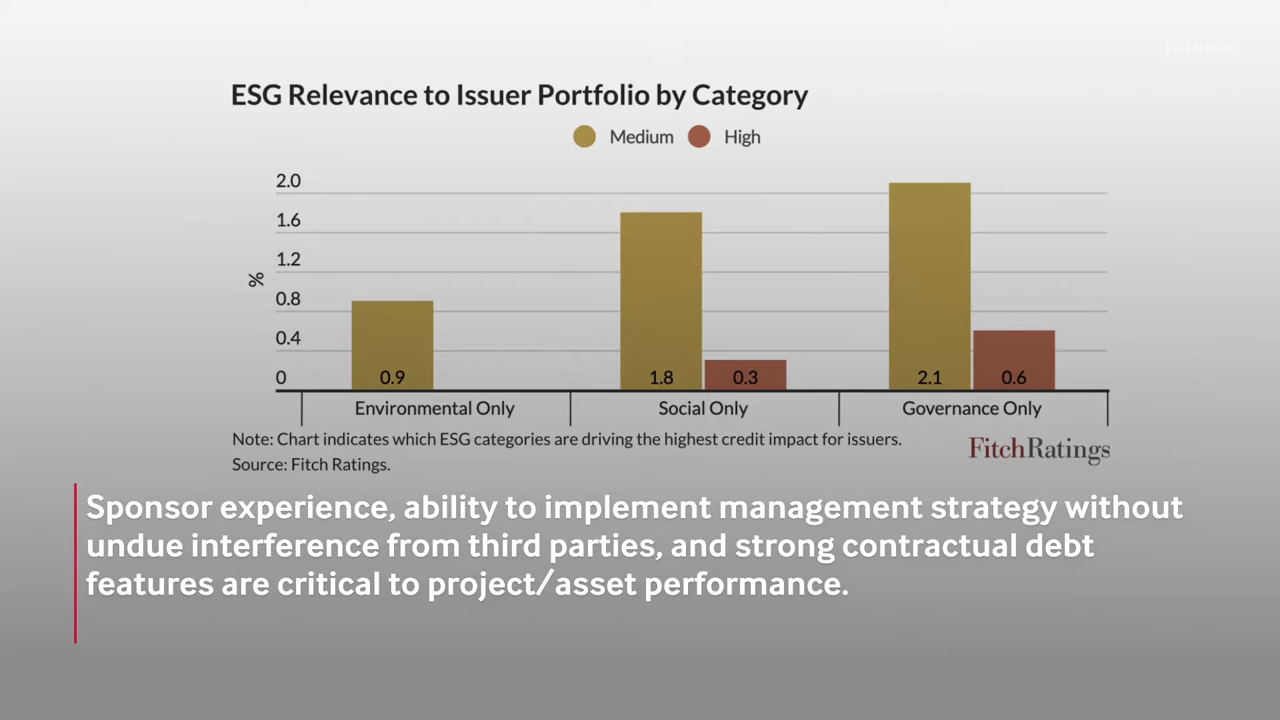 ESG Relevance to Issuer Portfolio by Category
Medium High
2.0
1.6
1.2
0.8
0.4
0
%
0.9
1.8
0.3
2.1
0.6
Environmental Only
Social Only
Governance Only
Note: Chart indicates which ESG categories are driving the highest credit impact for issuers.
Source: Fitch Ratings.
FitchRatings
Sponsor experience, ability to implement management strategy without
undue interference from third parties, and strong contractual debt
features are critical to project/asset performance.